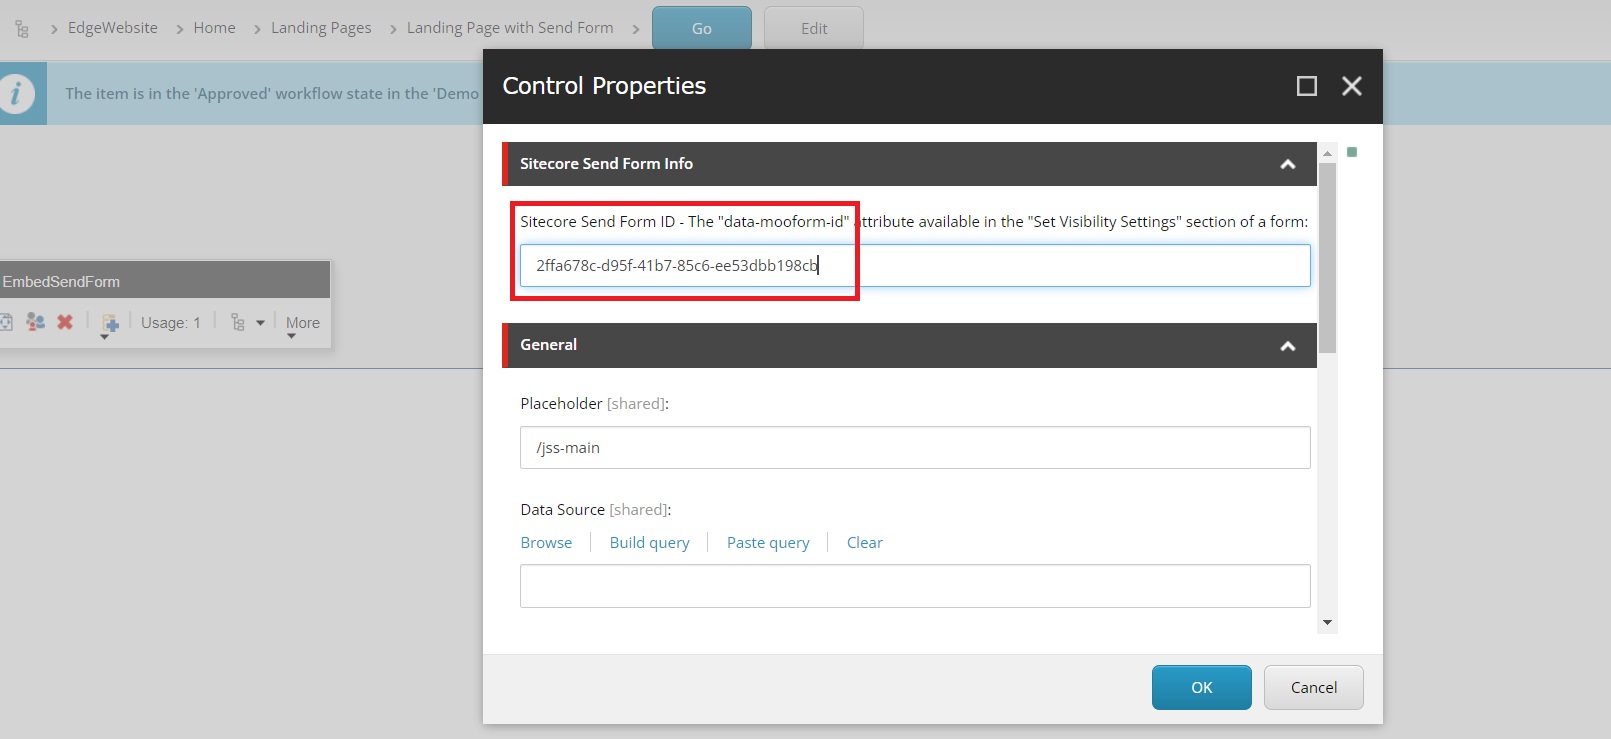 EdgeWebsite > Home > Landing Pages > Landing Page with Send Form > Go Edit
The item is in the 'Approved' workflow state in the 'Demo
Control Properties
Sitecore Send Form Info
Sitecore Send Form ID - The "data-mooform-id" attribute available in the "Set Visibility Settings" section of a form:
2ffa678c-d95f-41b7-85c6-ee53dbb198cb
EmbedSendForm
Usage: 1 More
General
Placeholder [shared]:
/jss-main
Data Source [shared]:
Browse Build query Paste query Clear
OK Cancel